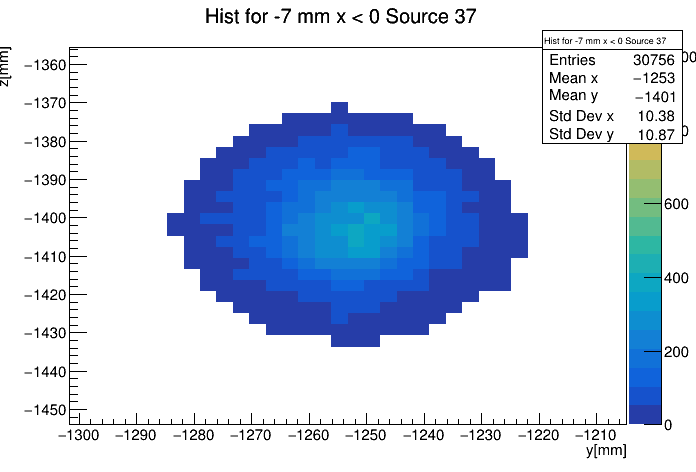 Hist for -7 mm x < 0 Source 37
Hist for -7 mm x < 0 Source 37
Entries 30756
Mean x −1253
Mean y −1401
Std Dev x 10.38
Std Dev y 10.87
z[mm]
−1360
−1370
−1380
−1390
−1400
−1410
−1420
−1430
−1440
−1450
−1300 −1290 −1280 −1270 −1260 −1250 −1240 −1230 −1220 −1210
y[mm]
600
400
200
0